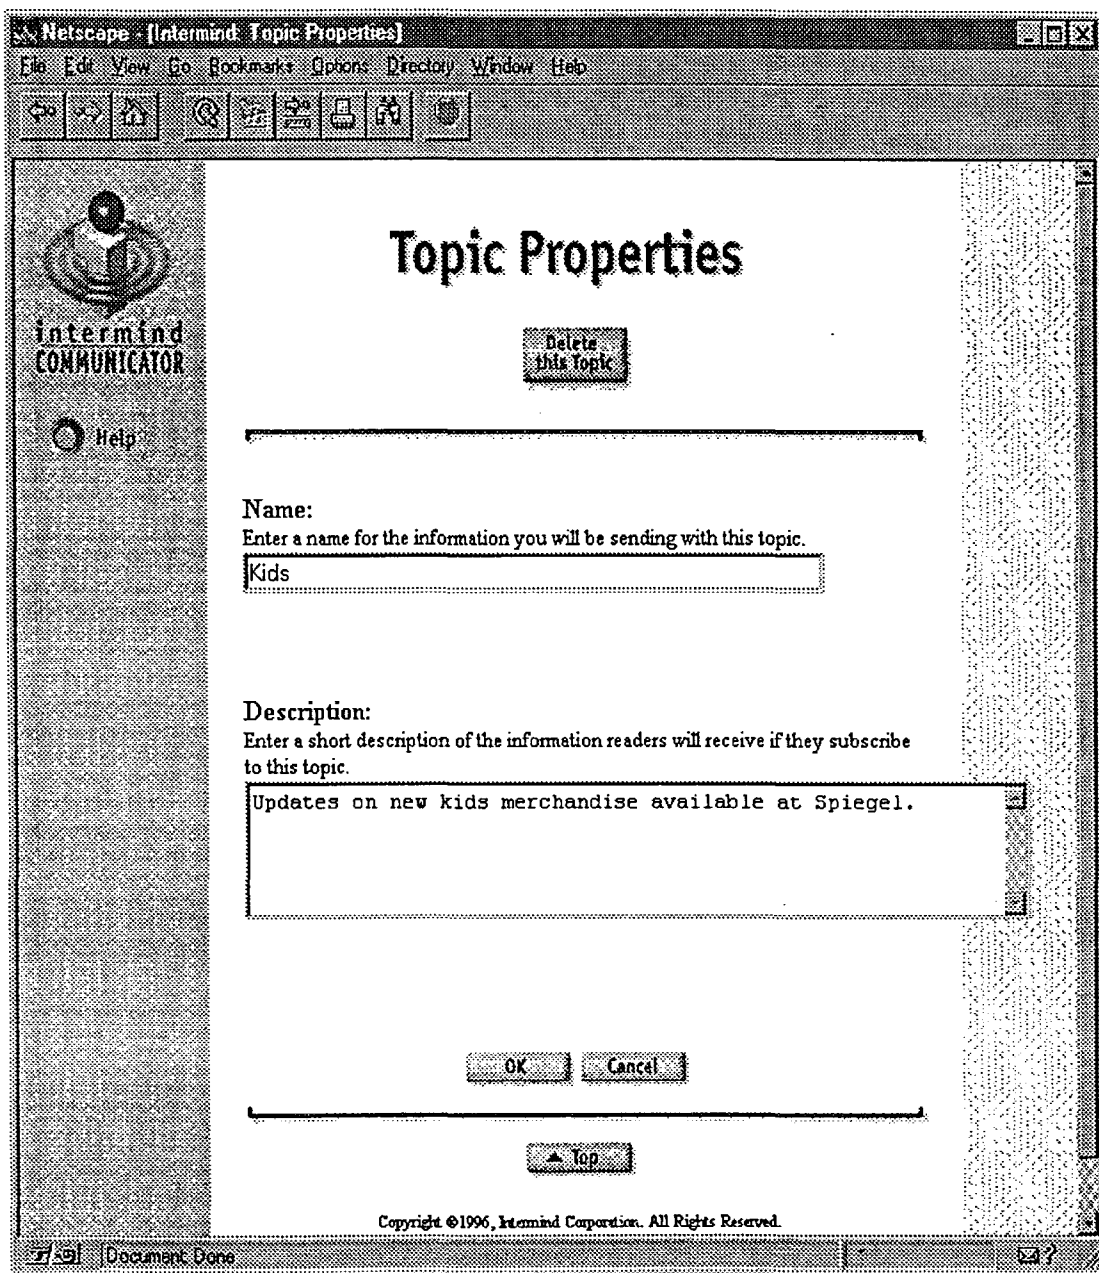 Netscape - [Intermind: Topic Properties]
File Edit View Go Bookmarks Options Directory Window Help
Topic Properties
intermind
COMMUNICATOR
Delete
this Topic
Help
Name:
Enter a name for the information you will be sending with this topic.
Kids
Description:
Enter a short description of the information readers will receive if they subscribe
to this topic.
Updates on new kids merchandise available at Spiegel.
OK Cancel
Top
Copyright ©1996, Intermind Corporation. All Rights Reserved.
Document: Done